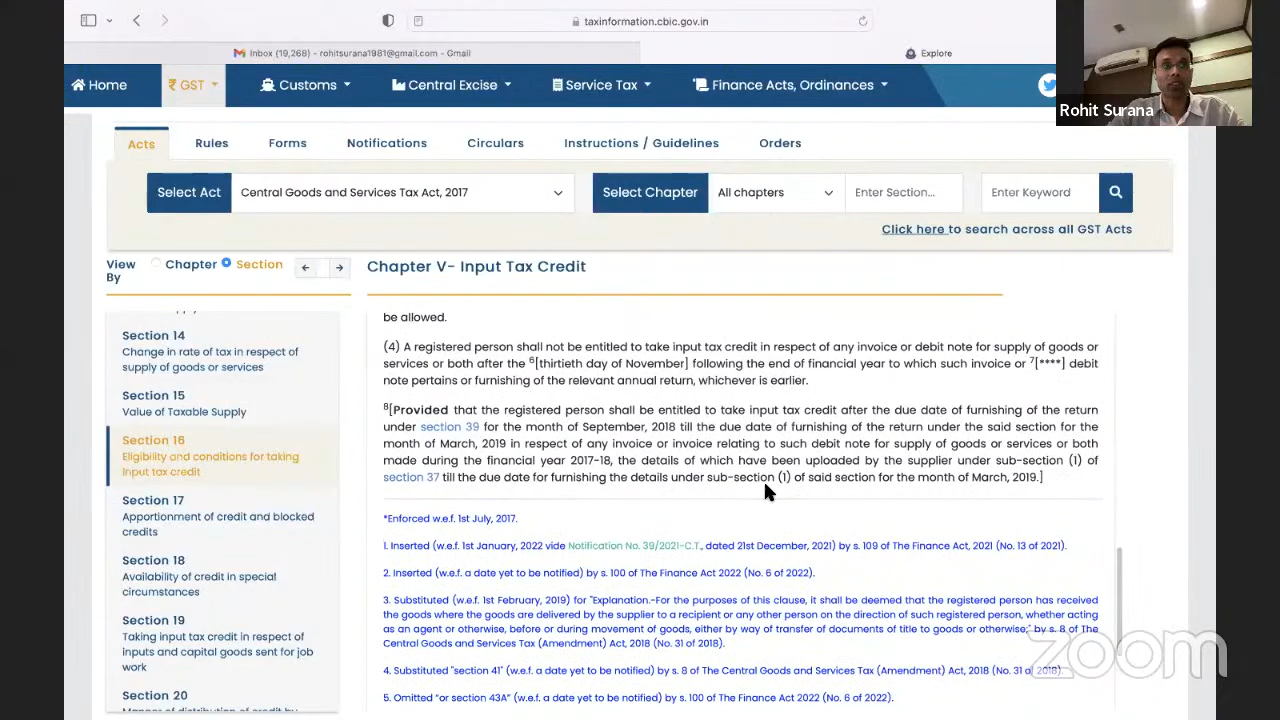 taxinformation.cbic.gov.in
Inbox (19,268) - rohitsurana1981@gmail.com - Gmail
Explore
Home
₹ GST
Customs
Central Excise
Service Tax
Finance Acts, Ordinances
Rohit Surana
Acts
Rules
Forms
Notifications
Circulars
Instructions / Guidelines
Orders
Select Act
Central Goods and Services Tax Act, 2017
Select Chapter
All chapters
Enter Section...
Enter Keyword
Click here to search across all GST Acts
View By
Chapter
Section
Chapter V- Input Tax Credit
Section 14
Change in rate of tax in respect of
supply of goods or services
Section 15
Value of Taxable Supply
Section 16
Eligibility and conditions for taking
input tax credit
Section 17
Apportionment of credit and blocked
credits
Section 18
Availability of credit in special
circumstances
Section 19
Taking input tax credit in respect of
inputs and capital goods sent for job
work
Section 20
Manner of distribution of credit by
be allowed.
(4) A registered person shall not be entitled to take input tax credit in respect of any invoice or debit note for supply of goods or
services or both after the 6[thirtieth day of November] following the end of financial year to which such invoice or 7[****] debit
note pertains or furnishing of the relevant annual return, whichever is earlier.
8[Provided that the registered person shall be entitled to take input tax credit after the due date of furnishing of the return
under section 39 for the month of September, 2018 till the due date of furnishing of the return under the said section for the
month of March, 2019 in respect of any invoice or invoice relating to such debit note for supply of goods or services or both
made during the financial year 2017-18, the details of which have been uploaded by the supplier under sub-section (1) of
section 37 till the due date for furnishing the details under sub-section (1) of said section for the month of March, 2019.]
*Enforced w.e.f. 1st July, 2017.
1. Inserted (w.e.f. 1st January, 2022 vide Notification No. 39/2021-C.T., dated 21st December, 2021) by s. 109 of The Finance Act, 2021 (No. 13 of 2021).
2. Inserted (w.e.f. a date yet to be notified) by s. 100 of The Finance Act 2022 (No. 6 of 2022).
3. Substituted (w.e.f. 1st February, 2019) for "Explanation.-For the purposes of this clause, it shall be deemed that the registered person has received
the goods where the goods are delivered by the supplier to a recipient or any other person on the direction of such registered person, whether acting
as an agent or otherwise, before or during movement of goods, either by way of transfer of documents of title to goods or otherwise;" by s. 8 of The
Central Goods and Services Tax (Amendment) Act, 2018 (No. 31 of 2018).
4. Substituted "section 41" (w.e.f. a date yet to be notified) by s. 8 of The Central Goods and Services Tax (Amendment) Act, 2018 (No. 31 of 2018).
5. Omitted "or section 43A" (w.e.f. a date yet to be notified) by s. 100 of The Finance Act 2022 (No. 6 of 2022).
zoom